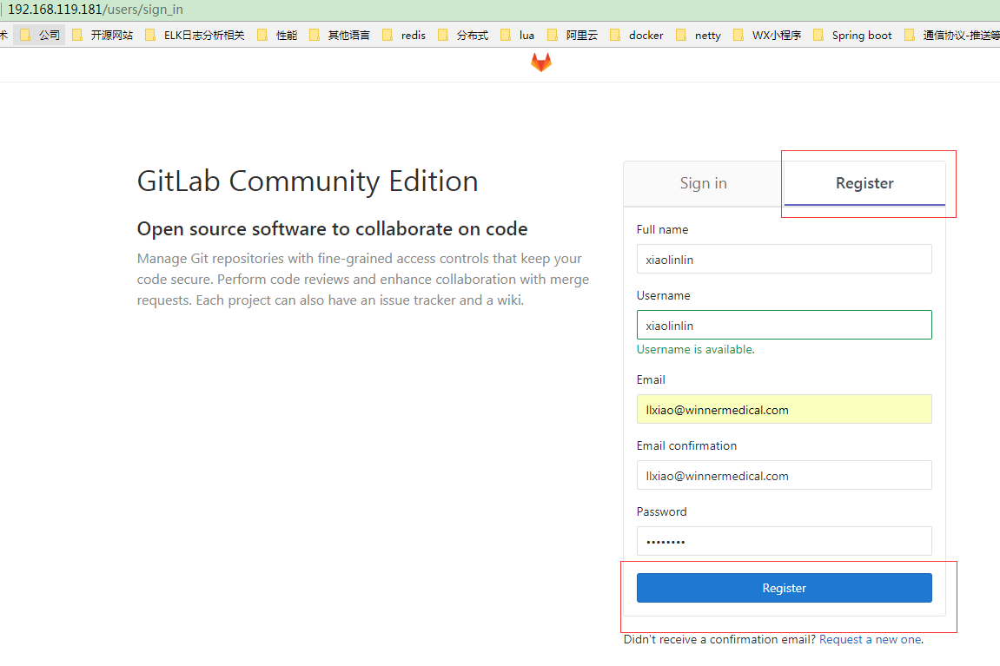 192.168.119.181/users/sign_in
术 公司 开源网站 ELK日志分析相关 性能 其他语言 redis 分布式 lua 阿里云 docker netty WX小程序 Spring boot 通信协议-推送等
GitLab Community Edition
Open source software to collaborate on code
Manage Git repositories with fine-grained access controls that keep your
code secure. Perform code reviews and enhance collaboration with merge
requests. Each project can also have an issue tracker and a wiki.
Sign in Register
Full name
xiaolinlin
Username
xiaolinlin
Username is available.
Email
llxiao@winnermedical.com
Email confirmation
llxiao@winnermedical.com
Password
••••••••
Register
Didn't receive a confirmation email? Request a new one.